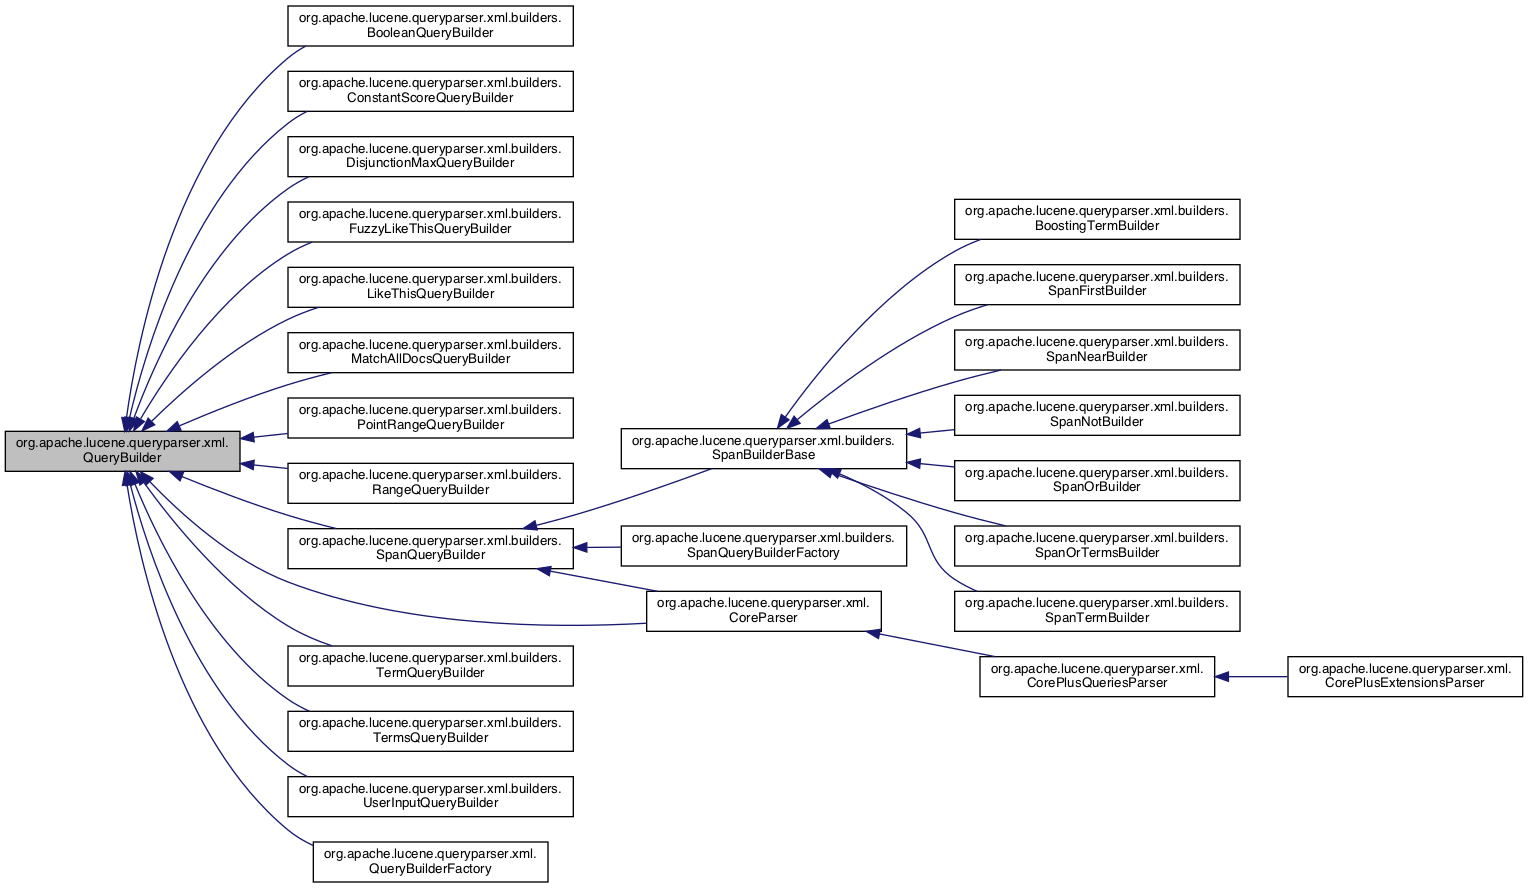 org.apache.lucene.queryparser.xml.
QueryBuilder
org.apache.lucene.queryparser.xml.builders.
BooleanQueryBuilder
org.apache.lucene.queryparser.xml.builders.
ConstantScoreQueryBuilder
org.apache.lucene.queryparser.xml.builders.
DisjunctionMaxQueryBuilder
org.apache.lucene.queryparser.xml.builders.
FuzzyLikeThisQueryBuilder
org.apache.lucene.queryparser.xml.builders.
LikeThisQueryBuilder
org.apache.lucene.queryparser.xml.builders.
MatchAllDocsQueryBuilder
org.apache.lucene.queryparser.xml.builders.
PointRangeQueryBuilder
org.apache.lucene.queryparser.xml.builders.
RangeQueryBuilder
org.apache.lucene.queryparser.xml.builders.
SpanQueryBuilder
org.apache.lucene.queryparser.xml.builders.
TermQueryBuilder
org.apache.lucene.queryparser.xml.builders.
TermsQueryBuilder
org.apache.lucene.queryparser.xml.builders.
UserInputQueryBuilder
org.apache.lucene.queryparser.xml.
QueryBuilderFactory
org.apache.lucene.queryparser.xml.builders.
SpanBuilderBase
org.apache.lucene.queryparser.xml.builders.
SpanQueryBuilderFactory
org.apache.lucene.queryparser.xml.
CoreParser
org.apache.lucene.queryparser.xml.builders.
BoostingTermBuilder
org.apache.lucene.queryparser.xml.builders.
SpanFirstBuilder
org.apache.lucene.queryparser.xml.builders.
SpanNearBuilder
org.apache.lucene.queryparser.xml.builders.
SpanNotBuilder
org.apache.lucene.queryparser.xml.builders.
SpanOrBuilder
org.apache.lucene.queryparser.xml.builders.
SpanOrTermsBuilder
org.apache.lucene.queryparser.xml.builders.
SpanTermBuilder
org.apache.lucene.queryparser.xml.
CorePlusQueriesParser
org.apache.lucene.queryparser.xml.
CorePlusExtensionsParser